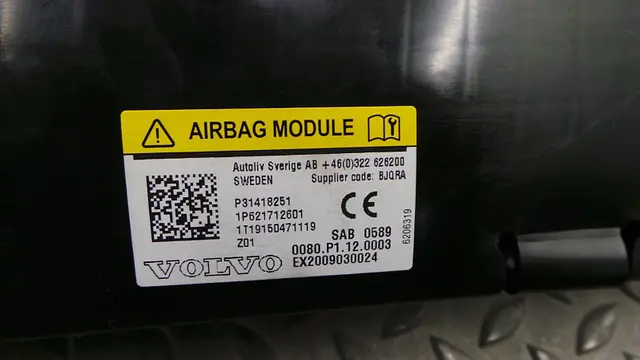 AIRBAG MODULE
Autoliv Sverige AB +46(0)322 626200
SWEDEN Supplier code: BJQRA
P31418251
1P621712601
1T19150471119
Z01
CE
SAB 0589
0080.P1.12.0003
EX2009030024
VOLVO
6206319